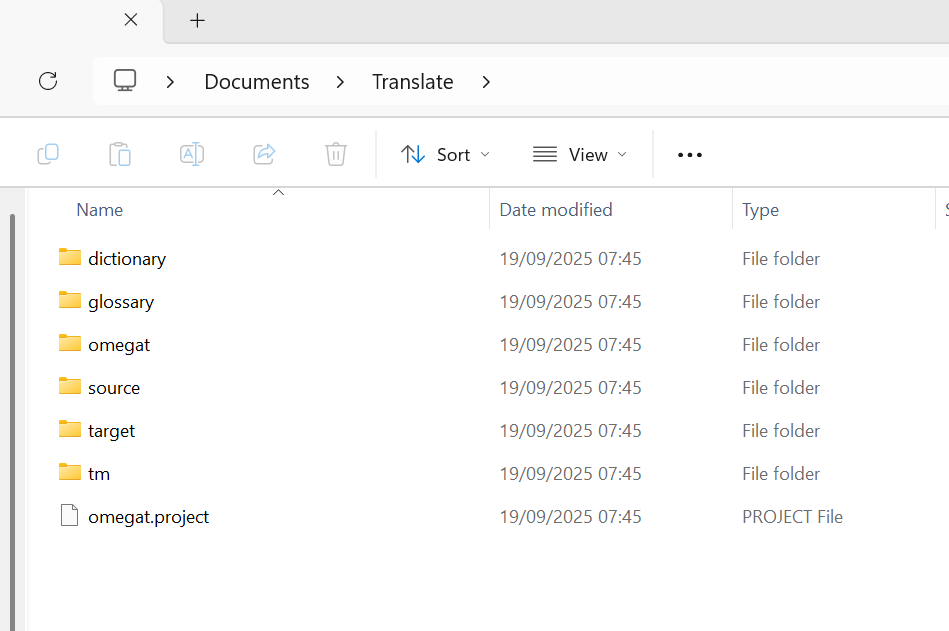 Documents Translate
Sort View
Name Date modified Type
dictionary 19/09/2025 07:45 File folder
glossary 19/09/2025 07:45 File folder
omegat 19/09/2025 07:45 File folder
source 19/09/2025 07:45 File folder
target 19/09/2025 07:45 File folder
tm 19/09/2025 07:45 File folder
omegat.project 19/09/2025 07:45 PROJECT File